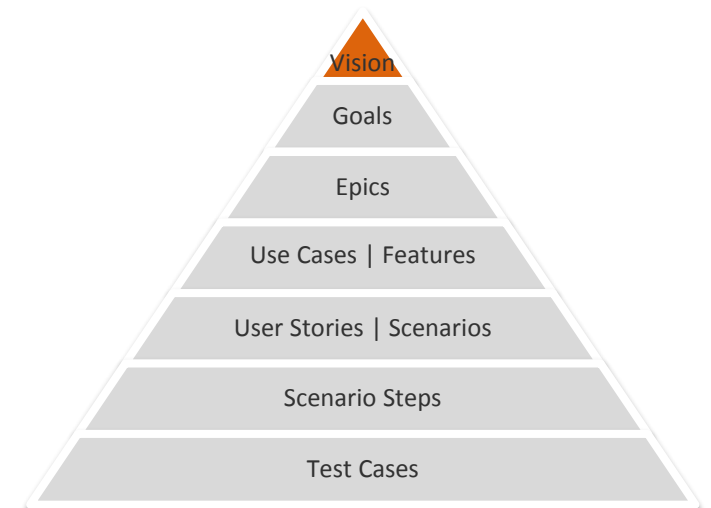 Vision
Goals
Epics
Use Cases | Features
User Stories | Scenarios
Scenario Steps
Test Cases